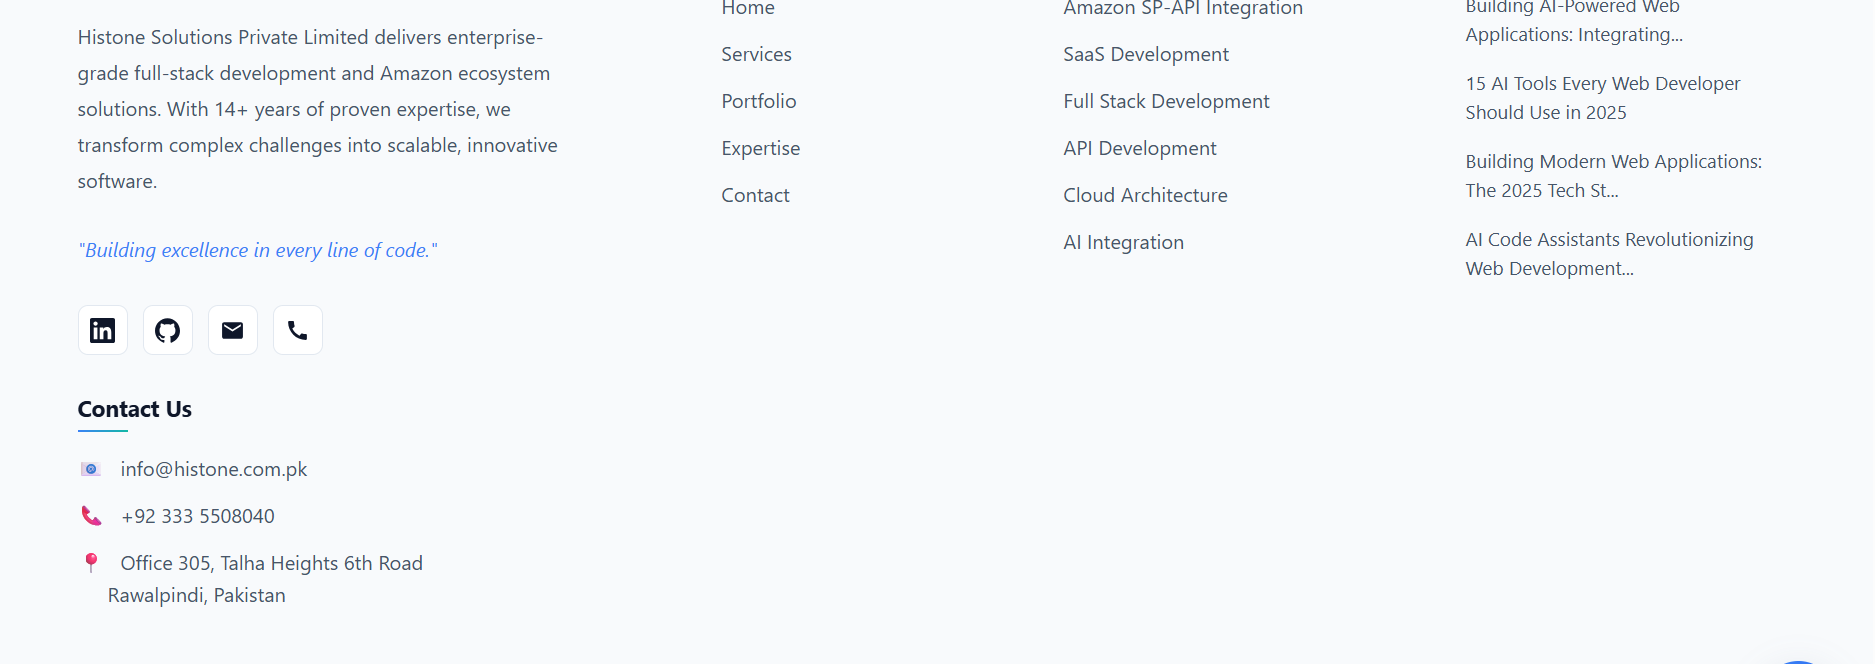 Histone Solutions Private Limited delivers enterprise-
grade full-stack development and Amazon ecosystem
solutions. With 14+ years of proven expertise, we
transform complex challenges into scalable, innovative
software.
"Building excellence in every line of code."
Contact Us
info@histone.com.pk
+92 333 5508040
Office 305, Talha Heights 6th Road
Rawalpindi, Pakistan
Home
Services
Portfolio
Expertise
Contact
Amazon SP-API Integration
SaaS Development
Full Stack Development
API Development
Cloud Architecture
AI Integration
Building AI-Powered Web
Applications: Integrating...
15 AI Tools Every Web Developer
Should Use in 2025
Building Modern Web Applications:
The 2025 Tech St...
AI Code Assistants Revolutionizing
Web Development...